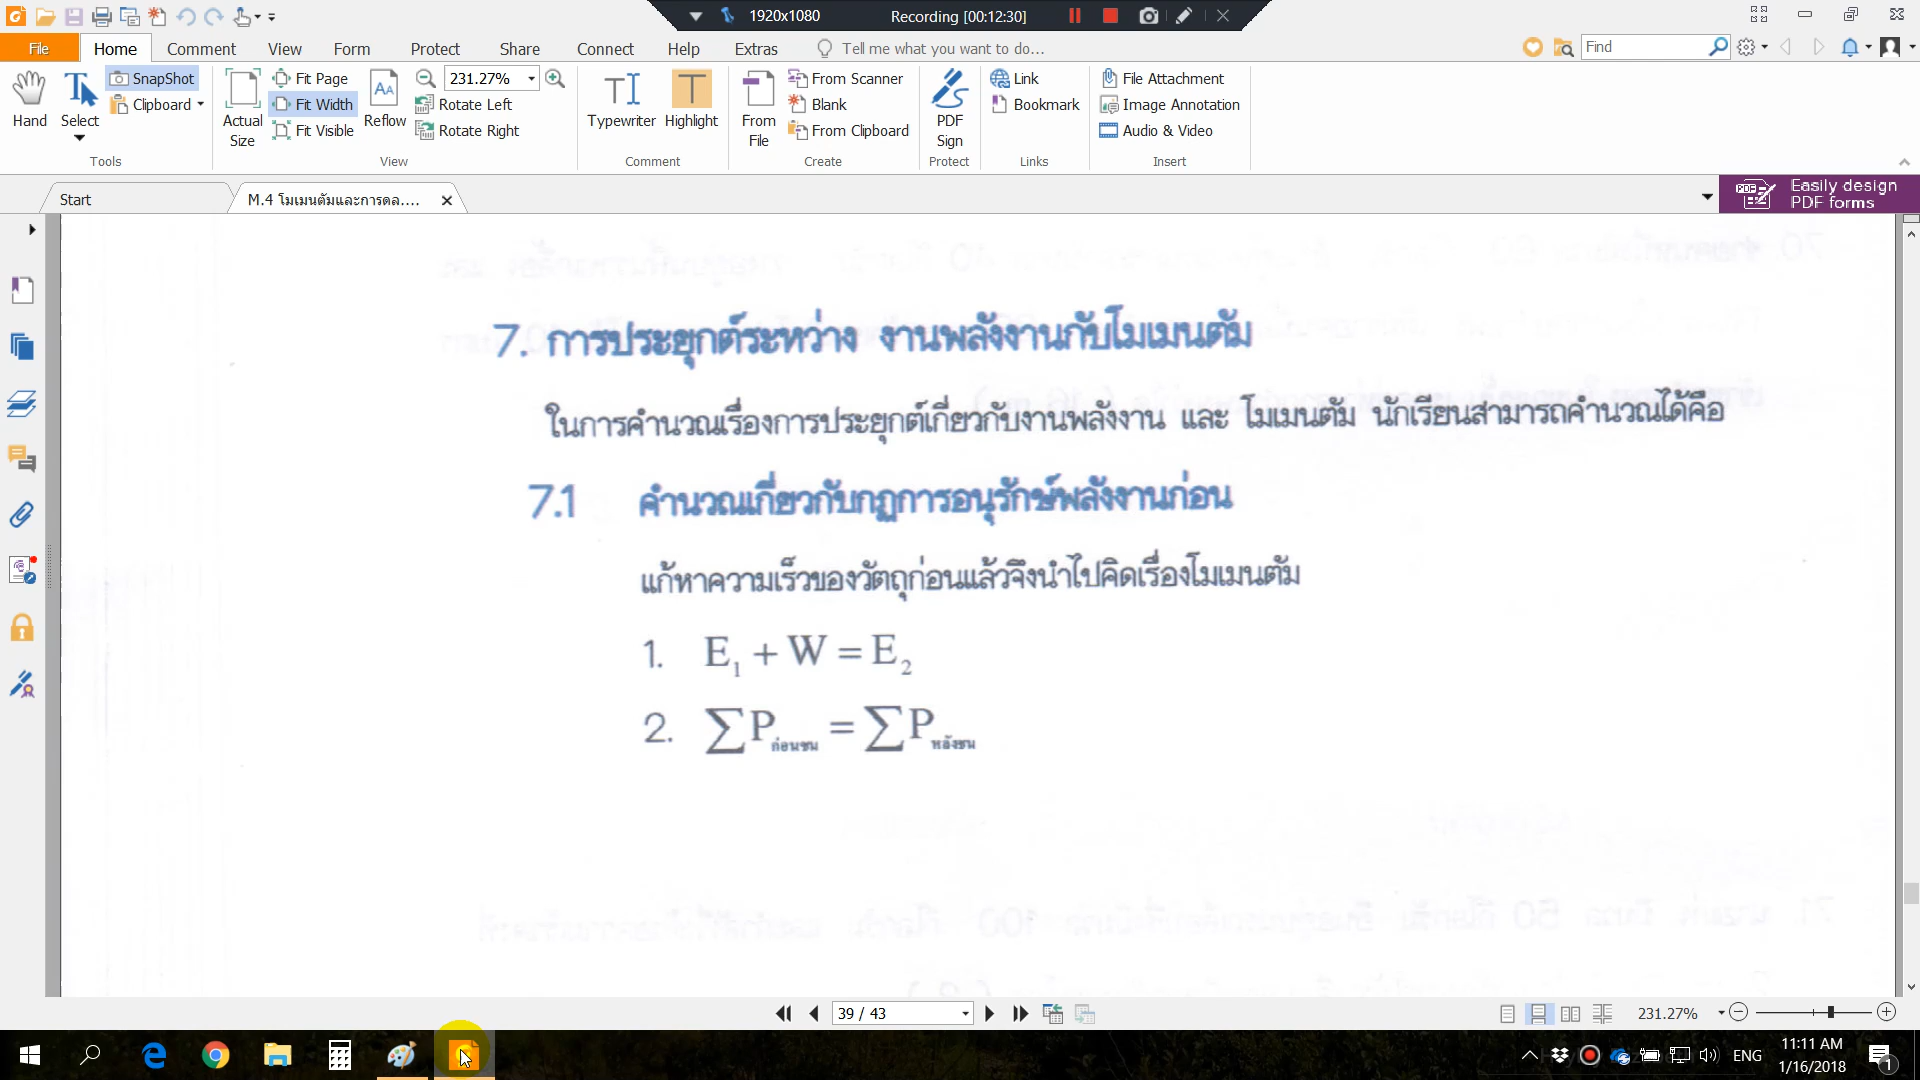 1920x1080
Recording [00:12:30]
File
Home
Comment
View
Form
Protect
Share
Connect
Help
Extras
Tell me what you want to do...
Find
Hand
Select
SnapShot
Clipboard
Tools
Actual Size
Fit Page
Fit Width
Fit Visible
Reflow
231.27%
Rotate Left
Rotate Right
View
Typewriter
Highlight
Comment
From File
From Scanner
Blank
From Clipboard
Create
PDF Sign
Protect
Link
Bookmark
Links
File Attachment
Image Annotation
Audio & Video
Insert
Start
M.4 โมเมนตัมและการดล....
PDF
Easily design
PDF forms
7. การประยุกต์ระหว่าง งานพลังงานกับโมเมนตัม
ในการคำนวณเรื่องการประยุกต์เกี่ยวกับงานพลังงาน และ โมเมนตัม นักเรียนสามารถคำนวณได้คือ
7.1 คำนวณเกี่ยวกับกฏการอนุรักษ์พลังงานก่อน
แก้หาความเร็วของวัตถุก่อนแล้วจึงนำไปคิดเรื่องโมเมนตัม
1. E₁ + W = E₂
2. ∑P ก่อนชน = ∑P หลังชน
39 / 43
231.27%
ENG
11:11 AM
1/16/2018
1